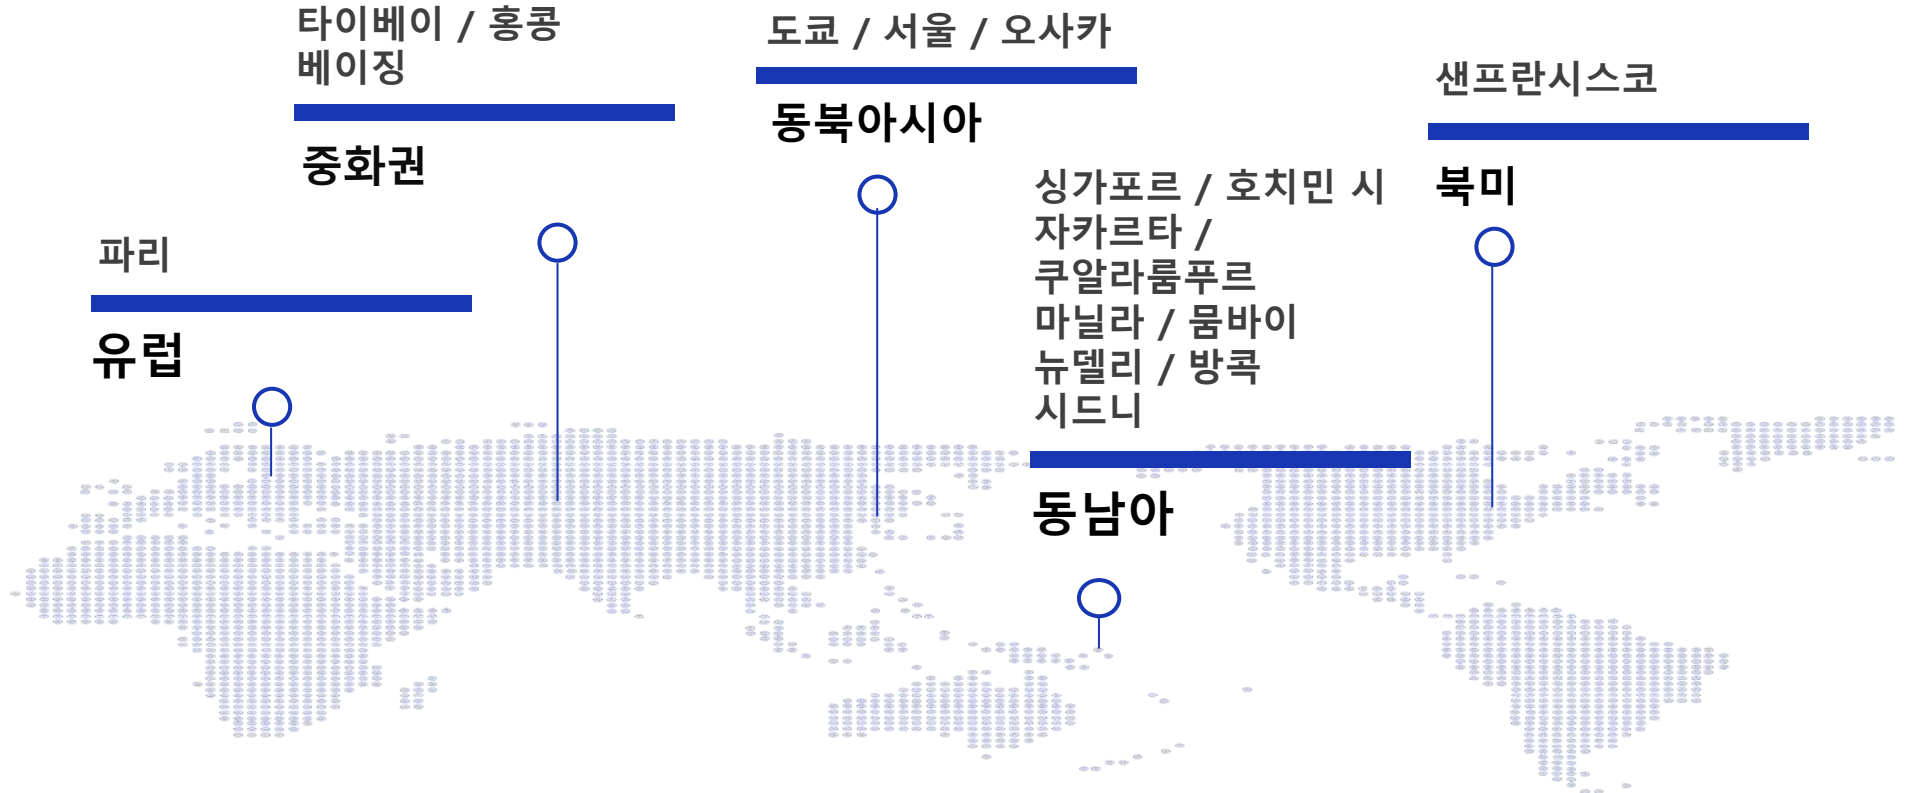 타이베이 / 홍콩
베이징
중화권
도쿄 / 서울 / 오사카
동북아시아
샌프란시스코
북미
파리
유럽
싱가포르 / 호치민 시
자카르타 /
쿠알라룸푸르
마닐라 / 뭄바이
뉴델리 / 방콕
시드니
동남아